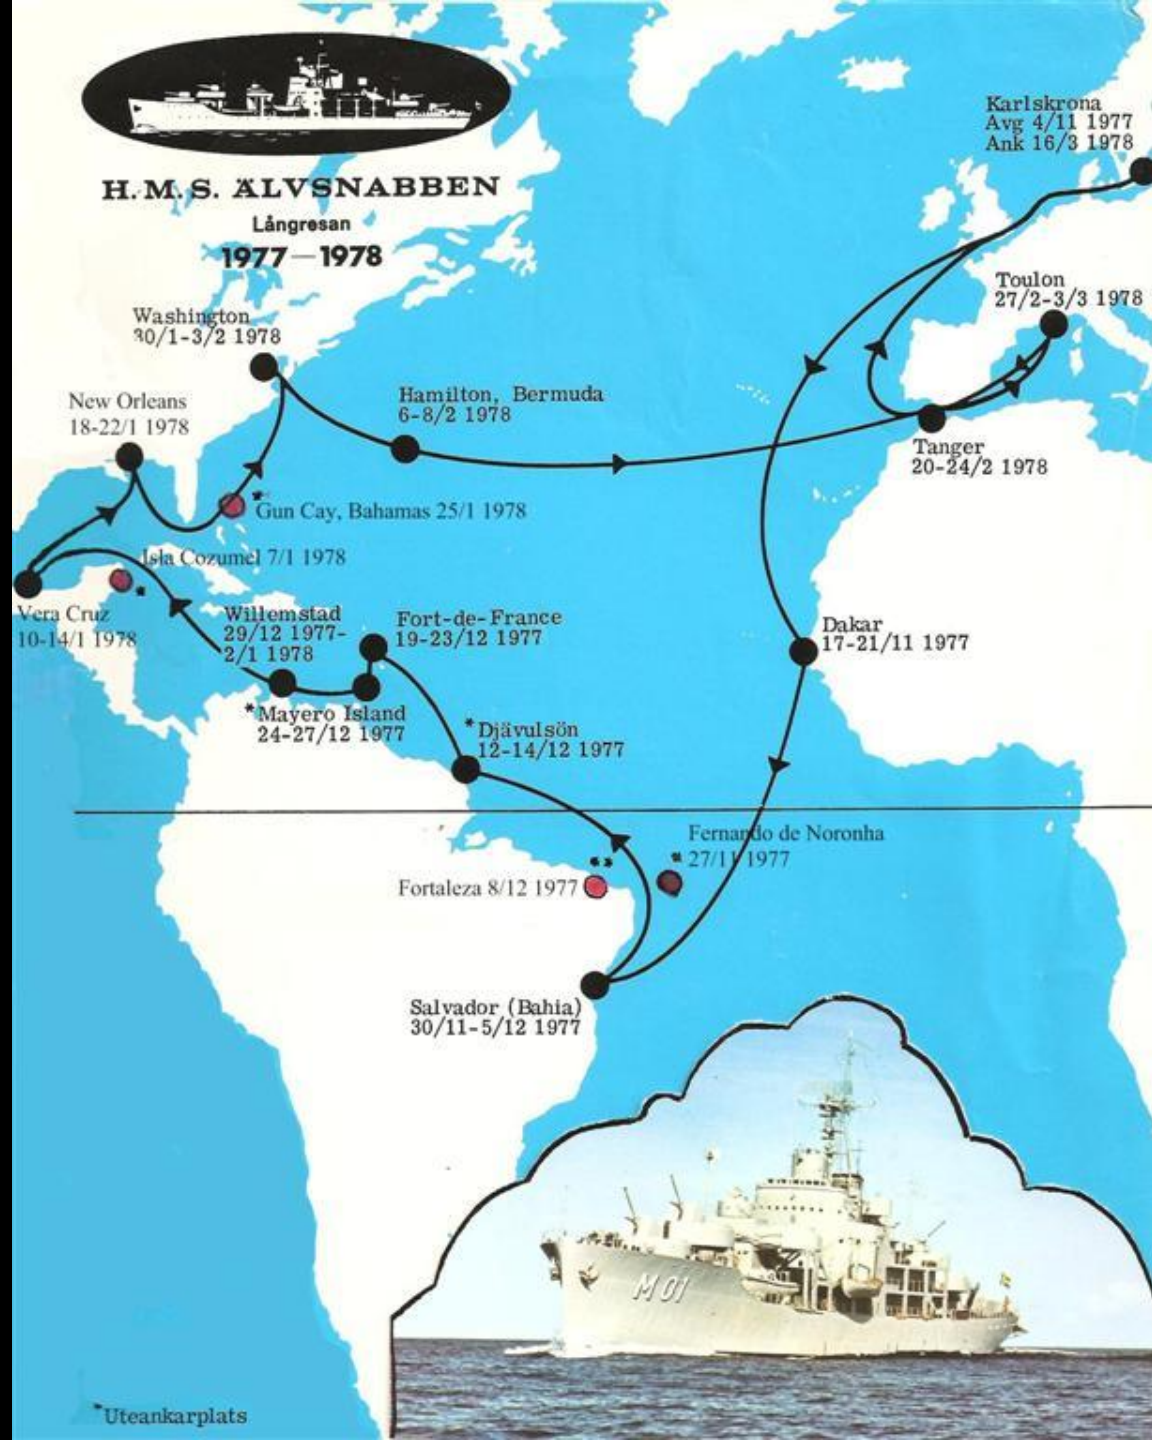 H.M.S. ÄLVSNABBEN
Långresan
1977—1978
Karlskrona
Avg 4/11 1977
Ank 16/3 1978
Toulon
27/2-3/3 1978
Washington
30/1-3/2 1978
New Orleans
18-22/1 1978
Hamilton, Bermuda
6-8/2 1978
Tanger
20-24/2 1978
*
Gun Cay, Bahamas 25/1 1978
Isla Cozumel 7/1 1978
*
Vera Cruz
10-14/1 1978
Willemstad
29/12 1977-
2/1 1978
Fort-de-France
19-23/12 1977
Dakar
17-21/11 1977
*Mayero Island
24-27/12 1977
*Djävulsön
12-14/12 1977
Fernando de Noronha
*27/11 1977
**
Fortaleza 8/12 1977
Salvador (Bahia)
30/11-5/12 1977
M 01
*Uteankarplats